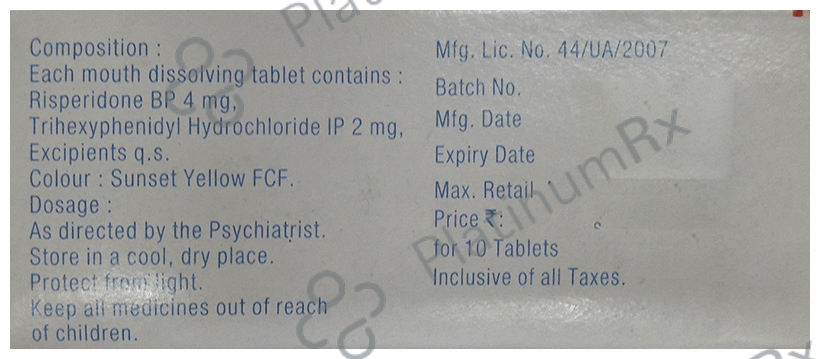 Composition :
Each mouth dissolving tablet contains :
Risperidone BP 4 mg,
Trihexyphenidyl Hydrochloride IP 2 mg,
Excipients q.s.
Colour : Sunset Yellow FCF.
Dosage :
As directed by the Psychiatrist.
Store in a cool, dry place.
Protect from light.
Keep all medicines out of reach
of children.
Mfg. Lic. No. 44/UA/2007
Batch No.
Mfg. Date
Expiry Date
Max. Retail
Price ₹:
for 10 Tablets
Inclusive of all Taxes.
PlatinumRx